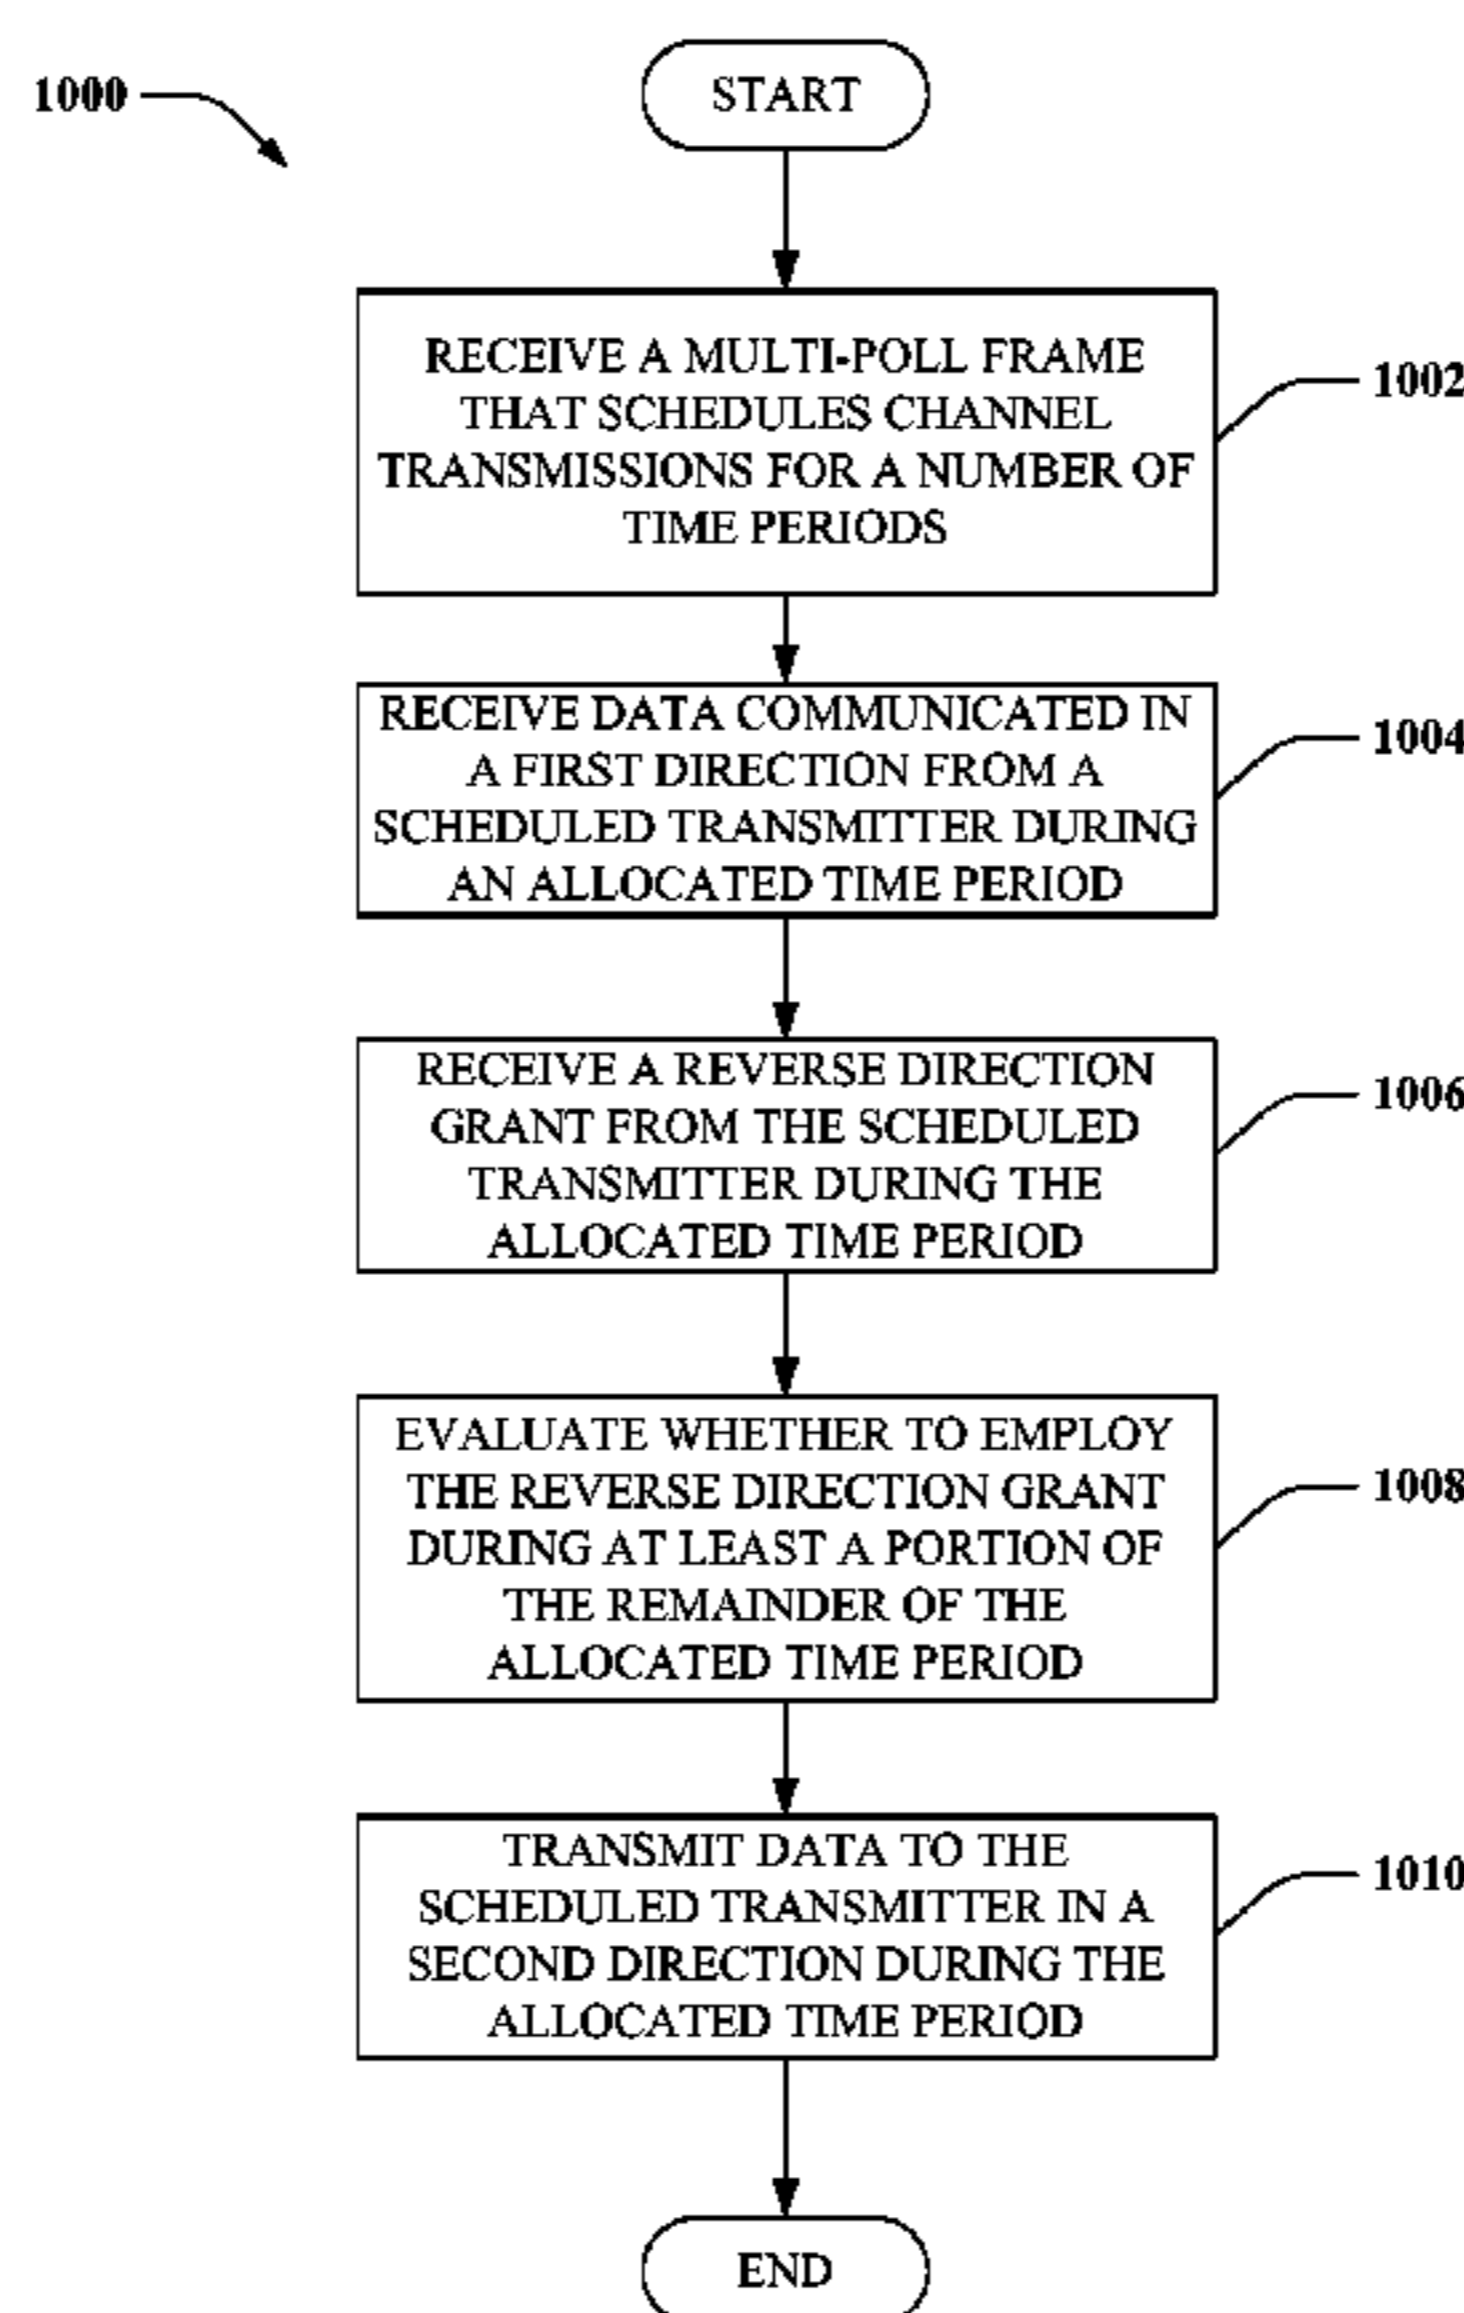 1000
START
RECEIVE A MULTI-POLL FRAME
THAT SCHEDULES CHANNEL
TRANSMISSIONS FOR A NUMBER OF
TIME PERIODS
1002
RECEIVE DATA COMMUNICATED IN
A FIRST DIRECTION FROM A
SCHEDULED TRANSMITTER DURING
AN ALLOCATED TIME PERIOD
1004
RECEIVE A REVERSE DIRECTION
GRANT FROM THE SCHEDULED
TRANSMITTER DURING THE
ALLOCATED TIME PERIOD
1006
EVALUATE WHETHER TO EMPLOY
THE REVERSE DIRECTION GRANT
DURING AT LEAST A PORTION OF
THE REMAINDER OF THE
ALLOCATED TIME PERIOD
1008
TRANSMIT DATA TO THE
SCHEDULED TRANSMITTER IN A
SECOND DIRECTION DURING THE
ALLOCATED TIME PERIOD
1010
END